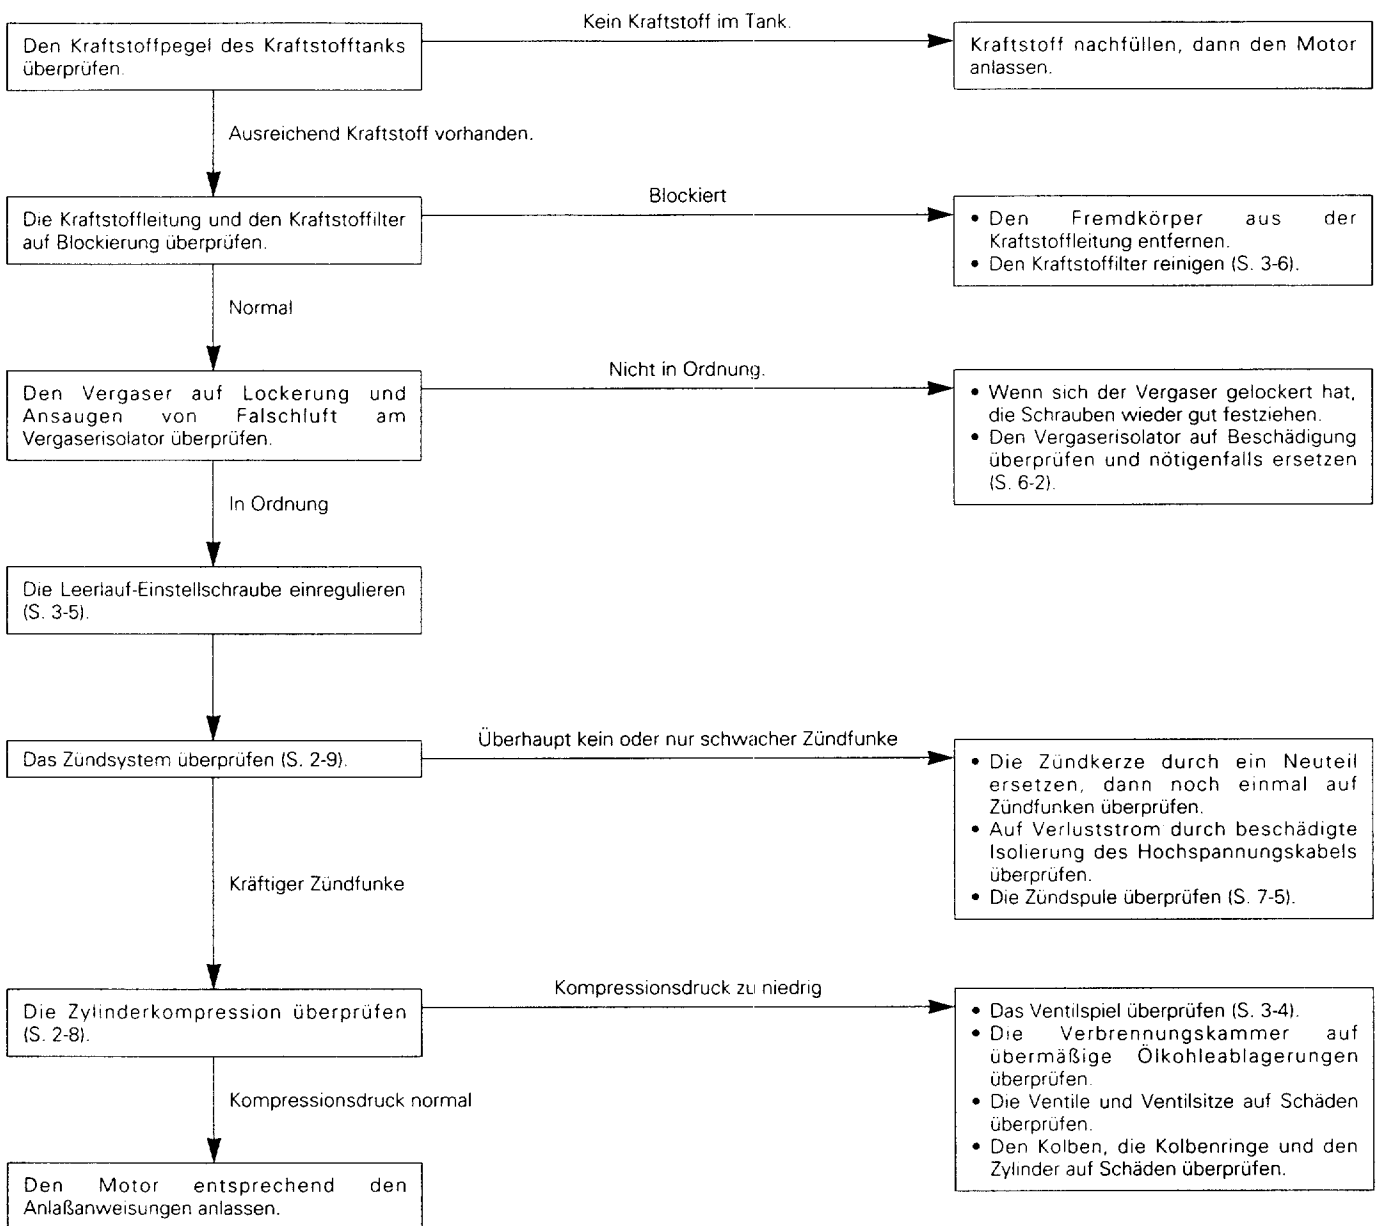 Kein Kraftstoff im Tank.
Den Kraftstoffpegel des Kraftstofftanks
überprüfen.
Kraftstoff nachfüllen, dann den Motor
anlassen.
Ausreichend Kraftstoff vorhanden.
Blockiert
Die Kraftstoffleitung und den Kraftstoffilter
auf Blockierung überprüfen.
• Den Fremdkörper aus der
Kraftstoffleitung entfernen.
• Den Kraftstoffilter reinigen (S. 3-6).
Normal
Nicht in Ordnung.
Den Vergaser auf Lockerung und
Ansaugen von Falschluft am
Vergaserisolator überprüfen.
• Wenn sich der Vergaser gelockert hat,
die Schrauben wieder gut festziehen.
• Den Vergaserisolator auf Beschädigung
überprüfen und nötigenfalls ersetzen
(S. 6-2).
In Ordnung
Die Leerlauf-Einstellschraube einregulieren
(S. 3-5).
Überhaupt kein oder nur schwacher Zündfunke
Das Zündsystem überprüfen (S. 2-9).
• Die Zündkerze durch ein Neuteil
ersetzen, dann noch einmal auf
Zündfunken überprüfen.
• Auf Verluststrom durch beschädigte
Isolierung des Hochspannungskabels
überprüfen.
• Die Zündspule überprüfen (S. 7-5).
Kräftiger Zündfunke
Kompressionsdruck zu niedrig
Die Zylinderkompression überprüfen
(S. 2-8).
• Das Ventilspiel überprüfen (S. 3-4).
• Die Verbrennungskammer auf
übermäßige Ölkohleablagerungen
überprüfen.
• Die Ventile und Ventilsitze auf Schäden
überprüfen.
• Den Kolben, die Kolbenringe und den
Zylinder auf Schäden überprüfen.
Kompressionsdruck normal
Den Motor entsprechend den
Anlaßanweisungen anlassen.